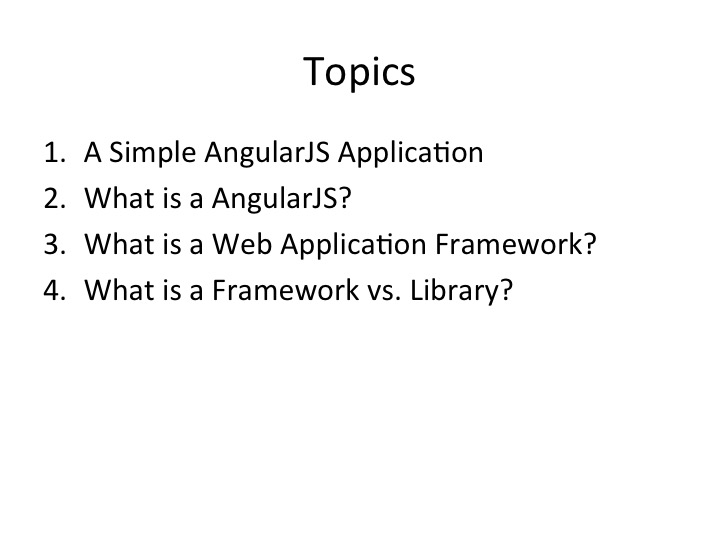 Topics
1. A Simple AngularJS Application
2. What is a AngularJS?
3. What is a Web Application Framework?
4. What is a Framework vs. Library?